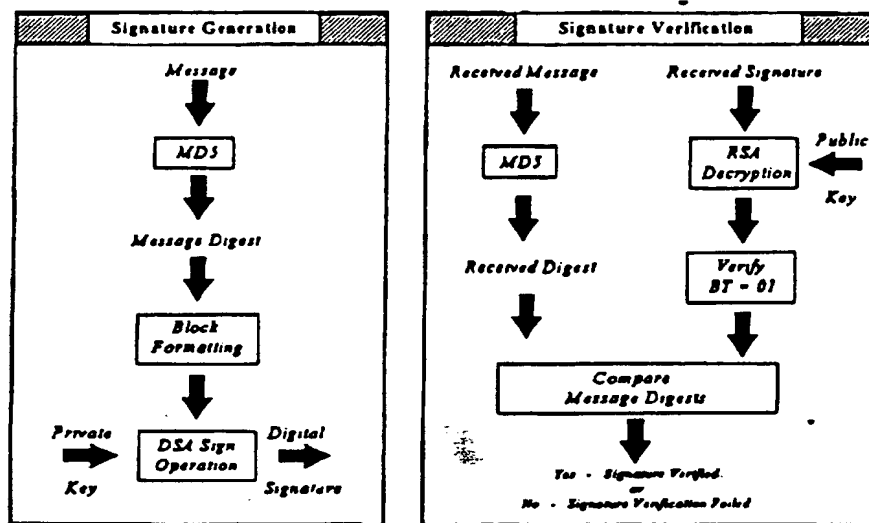 Signature Generation
Message
MD5
Message Digest
Block
Formatting
Private
Key
DSA Sign
Operation
Digital
Signature
Signature Verification
Received Message
Received Signature
MD5
RSA
Decryption
Public
Key
Received Digest
Verify
BT = 01
Compare
Message Digests
Yes - Signature Verified.
or
No - Signature Verification Failed